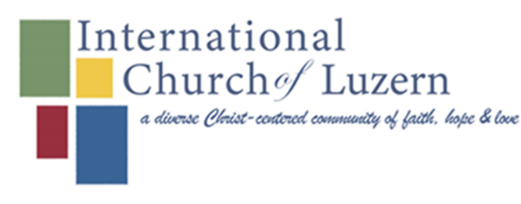 International
Church of Luzern
a diverse Christ-centered community of faith, hope & love